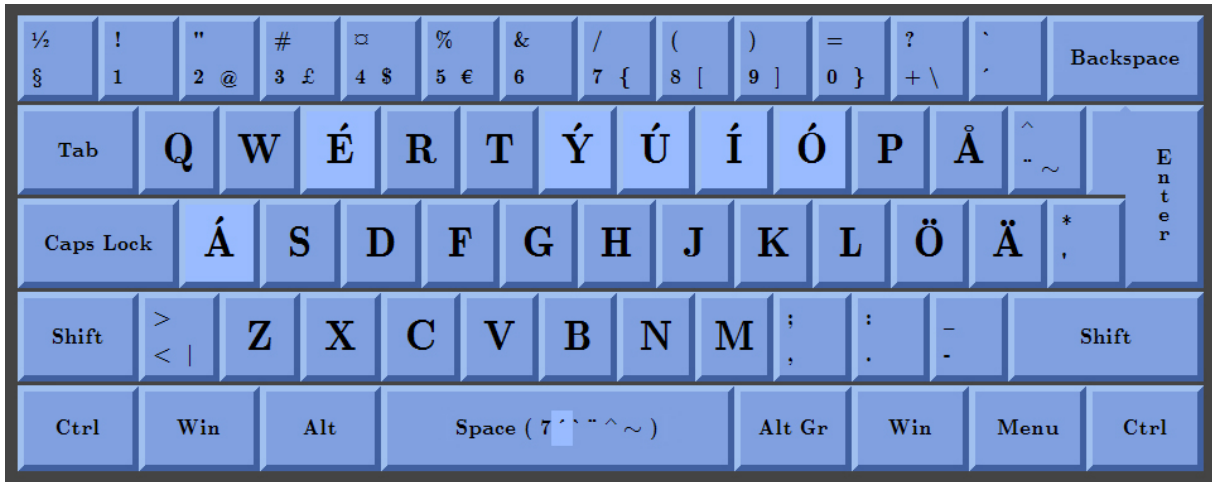 ½ ! " # ¤ % & / ( ) = ? ` Backspace
§ 1 2 @ 3 £ 4 $ 5 € 6 7 { 8 [ 9 ] 0 } + \ ´
Tab Q W É R T Ý Ú Í Ó P Å ^ ¨ ~ Enter
Caps Lock Á S D F G H J K L Ö Ä * '
Shift > < | Z X C V B N M ; , : . _ - Shift
Ctrl Win Alt Space ( 7 ´ ` ¨ ^ ~ ) Alt Gr Win Menu Ctrl